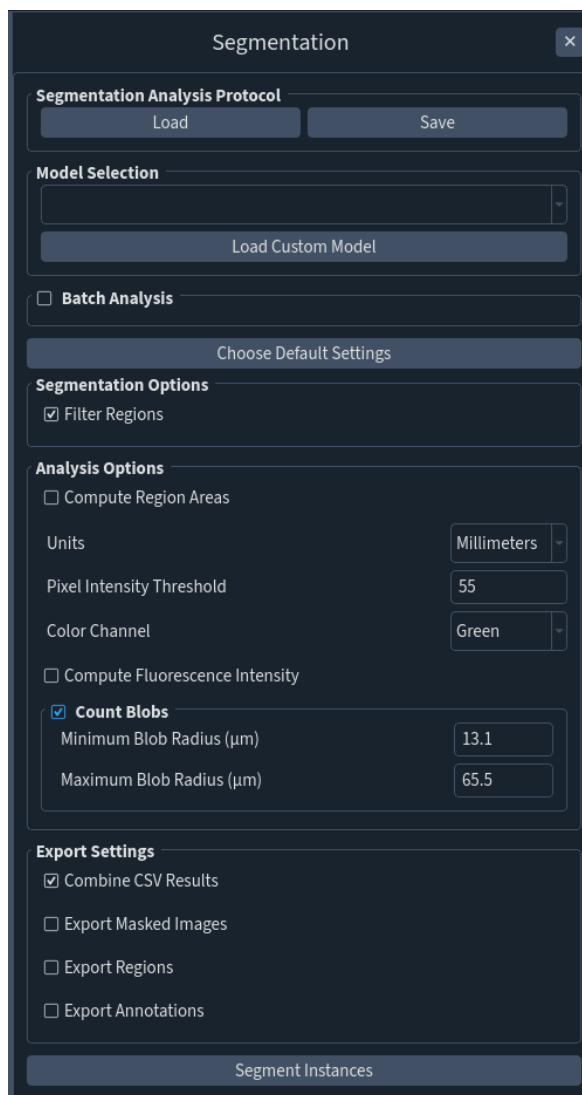 Segmentation
Segmentation Analysis Protocol
Load Save
Model Selection
Load Custom Model
Batch Analysis
Choose Default Settings
Segmentation Options
Filter Regions
Analysis Options
Compute Region Areas
Units Millimeters
Pixel Intensity Threshold 55
Color Channel Green
Compute Fluorescence Intensity
Count Blobs
Minimum Blob Radius (µm) 13.1
Maximum Blob Radius (µm) 65.5
Export Settings
Combine CSV Results
Export Masked Images
Export Regions
Export Annotations
Segment Instances